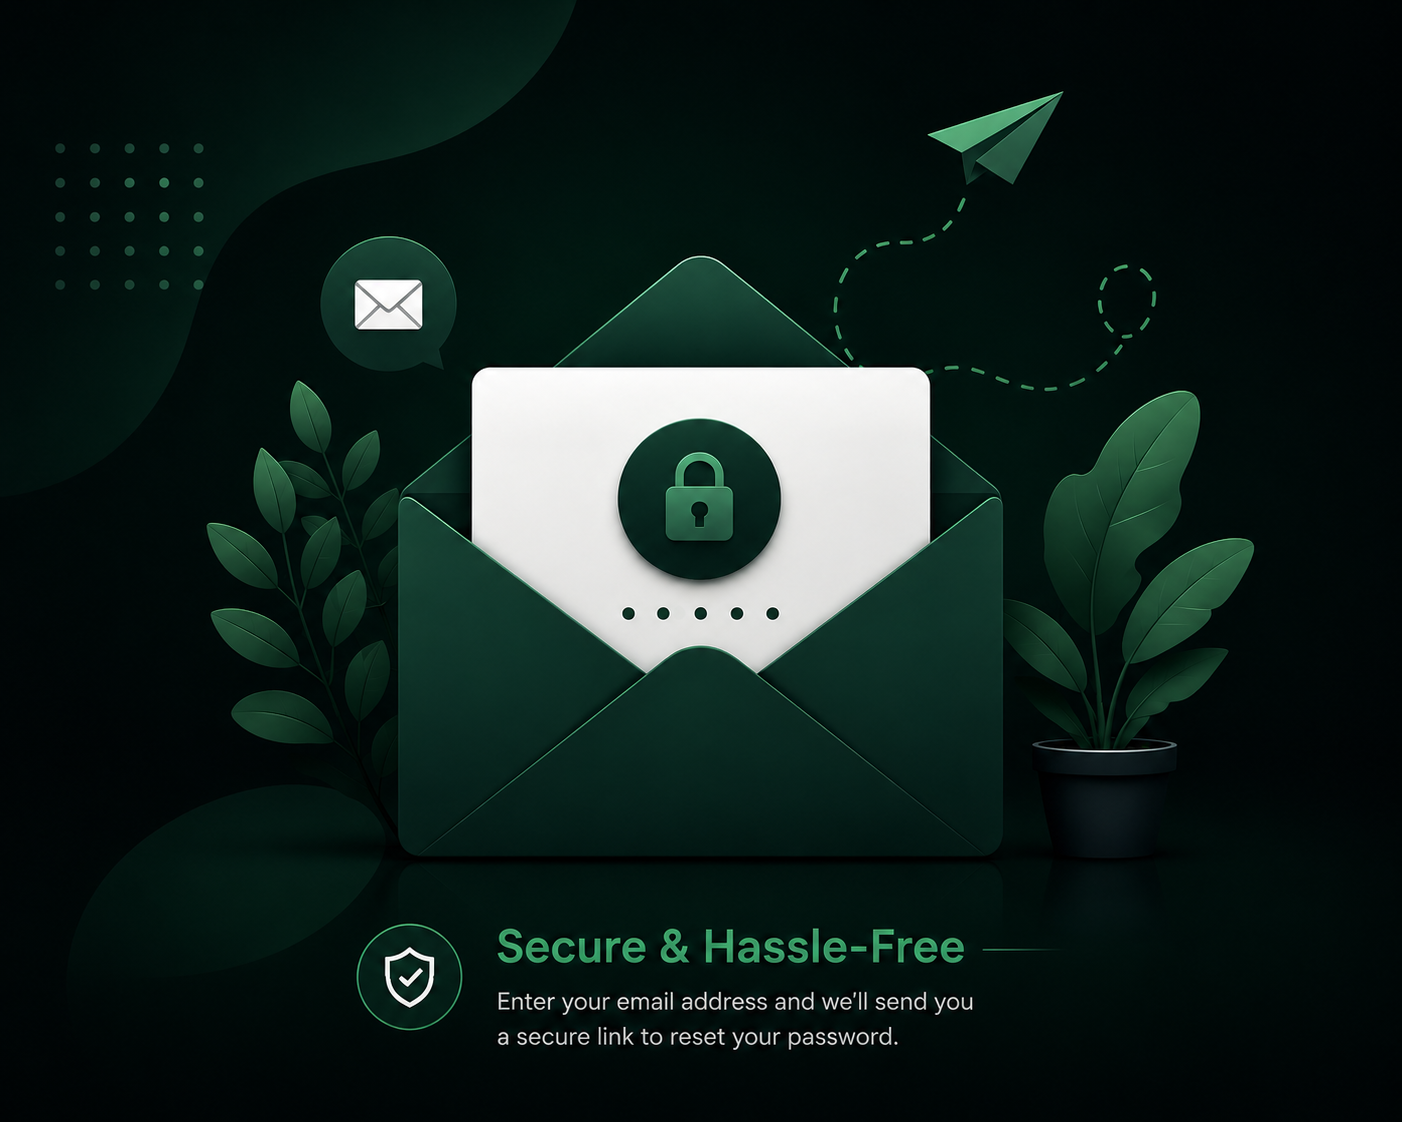 Secure & Hassle-Free
Enter your email address and we'll send you
a secure link to reset your password.